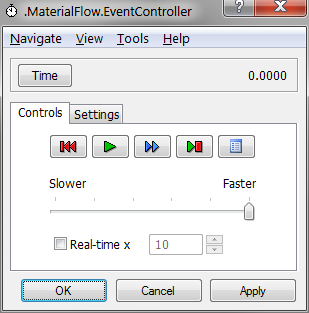 .MaterialFlow.EventController
Navigate View Tools Help
Time 0.0000
Controls Settings
Slower Faster
Real-time x 10
OK Cancel Apply